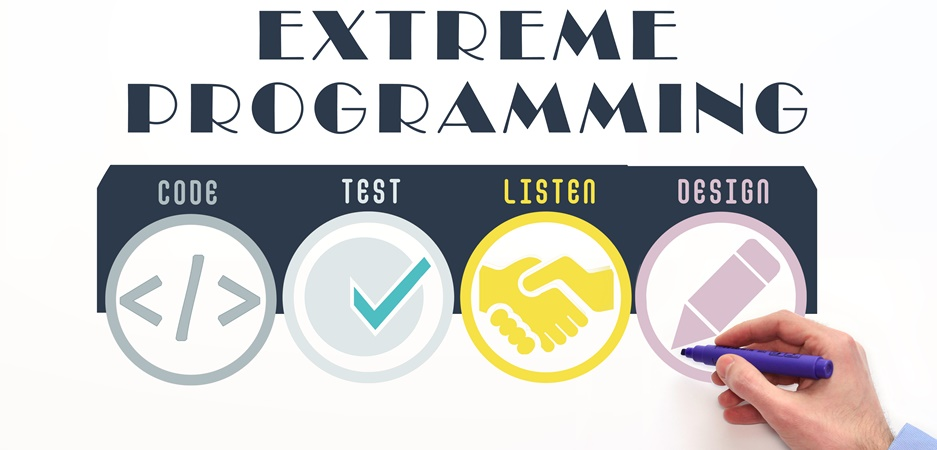 EXTREME
PROGRAMMING
CODE TEST LISTEN DESIGN
</>